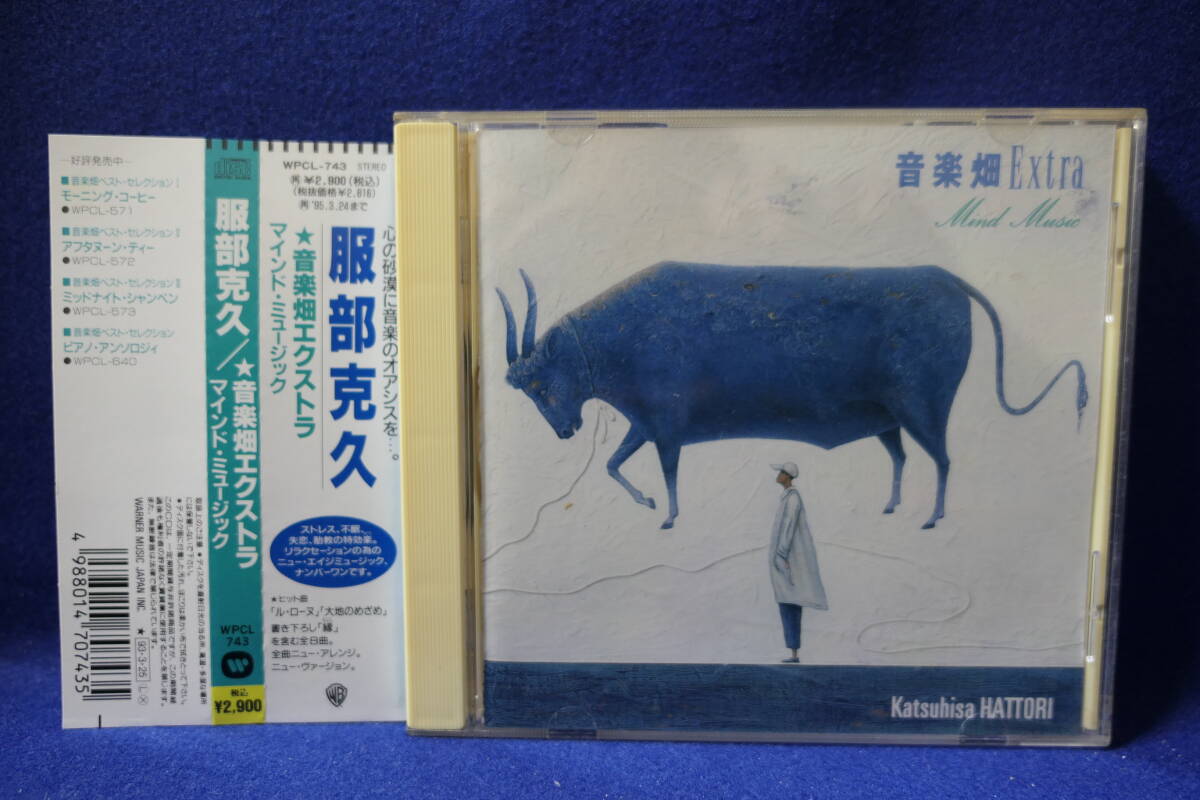 —好評発売中—
■音楽畑ベスト・セレクションⅠ
モーニング・コーヒー
●WPCL-571
■音楽畑ベスト・セレクションⅡ
アフタヌーン・ティー
●WPCL-572
■音楽畑ベスト・セレクションⅢ
ミッドナイト・シャンペン
●WPCL-573
■音楽畑ベスト・セレクション
ピアノ・アンソロジィ
●WPCL-640
WARNER MUSIC JAPAN INC.
★93・3・25
4 988014 707435
服部克久／★音楽畑エクストラ
マインド・ミュージック
WPCL
743
税込
¥2,900
WPCL-743 STEREO
¥2,900(税込)
(税抜価格¥2,816)
'95.3.24まで
心の砂漠に音楽のオアシスを…。
服部克久
★音楽畑エクストラ
マインド・ミュージック
ストレス、不眠、
失恋、胎教の特効楽。
リラクセーションの為の
ニュー・エイジミュージック、
ナンバーワンです。
★ヒット曲
「ル・ローヌ」「大地のめざめ」
書き下ろし「縁」
を含む全8曲。
全曲ニュー・アレンジ。
ニュー・ヴァージョン。
音楽畑Extra
Mind Music
Katsuhisa HATTORI